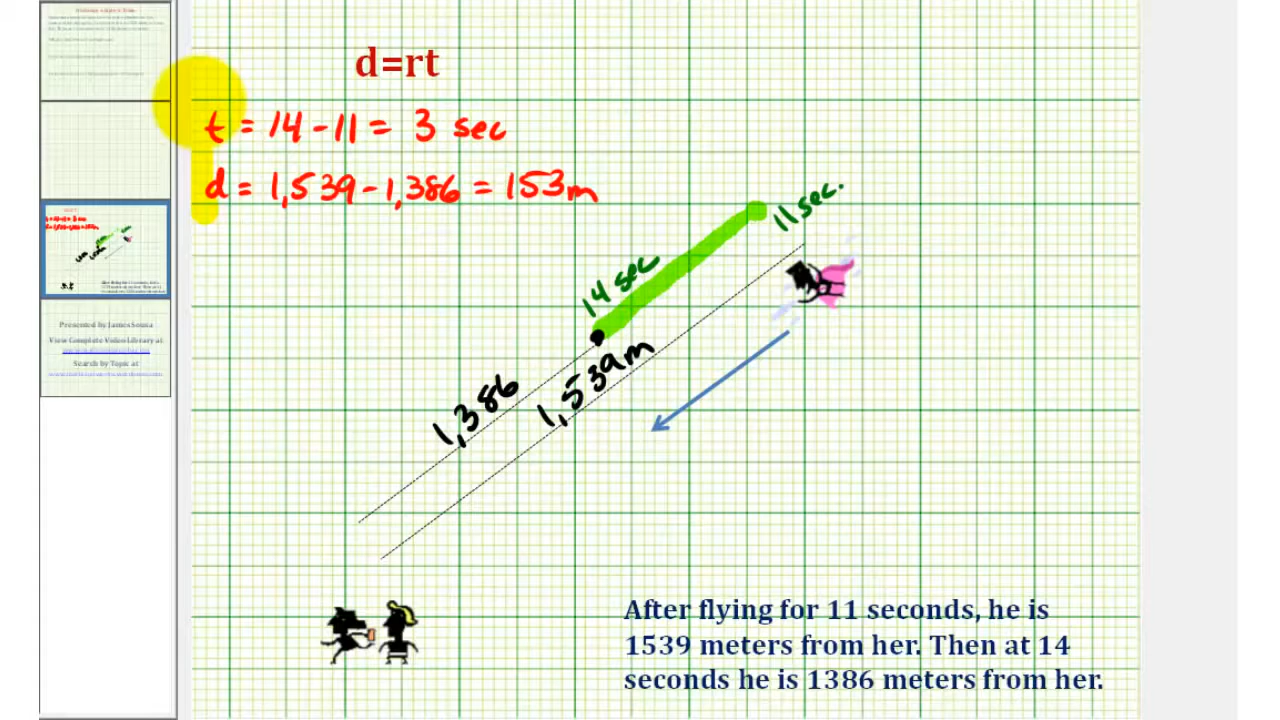 d=rt
t = 14 - 11 = 3 sec
d = 1,539 - 1,386 = 153m
11 sec.
14 sec
1,386
1,539m
After flying for 11 seconds, he is
1539 meters from her. Then at 14
seconds he is 1386 meters from her.
Presented by James Sousa
View Complete Video Library at
Search by Topic at